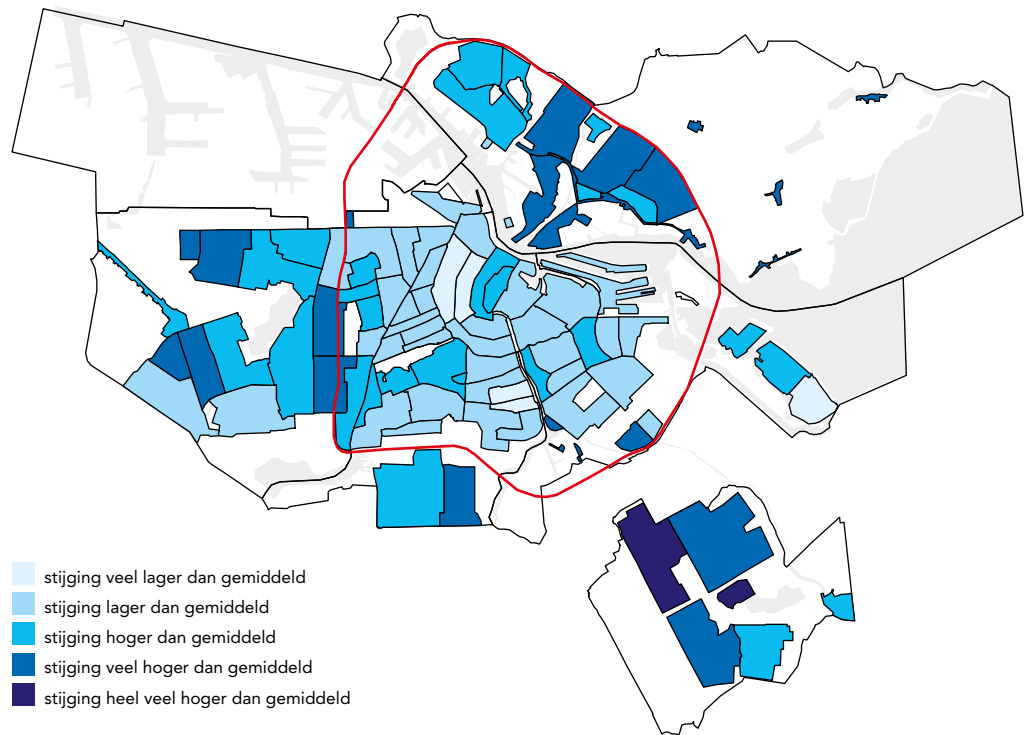 stijging veel lager dan gemiddeld
stijging lager dan gemiddeld
stijging hoger dan gemiddeld
stijging veel hoger dan gemiddeld
stijging heel veel hoger dan gemiddeld